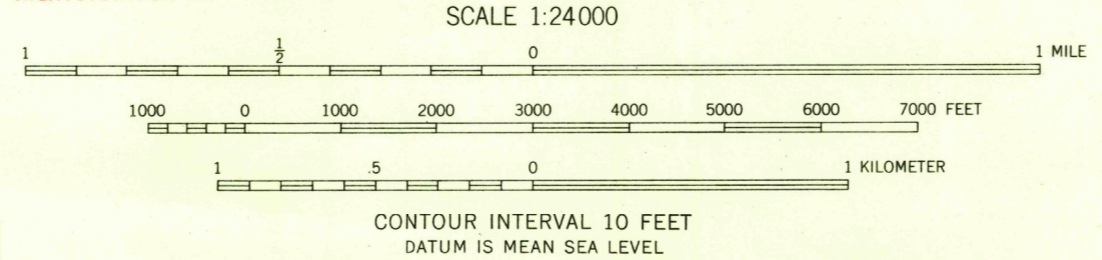 SCALE 1:24000
1 ½ 0 1 MILE
1000 0 1000 2000 3000 4000 5000 6000 7000 FEET
1 .5 0 1 KILOMETER
CONTOUR INTERVAL 10 FEET
DATUM IS MEAN SEA LEVEL